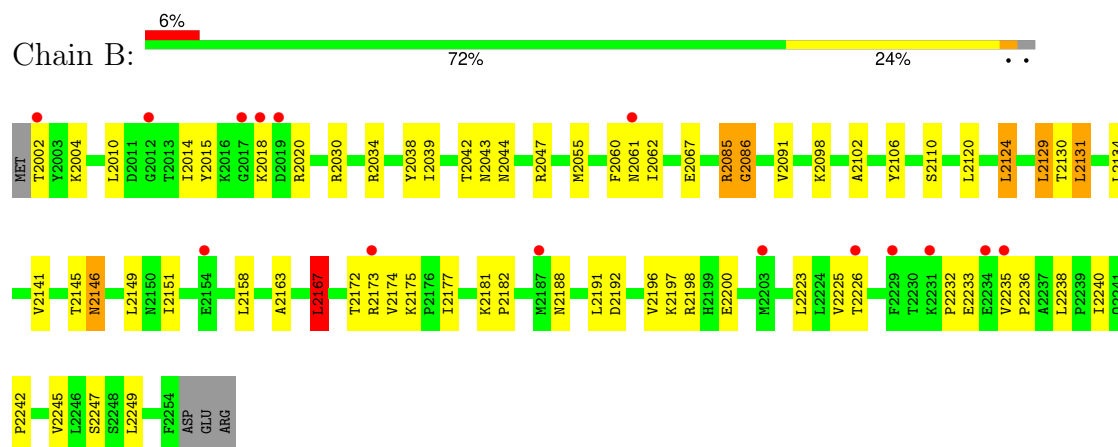 6%
Chain B:
72% 24% • •
MET T2002 Y2003 K2004 L2010 D2011 G2012 T2013 I2014 Y2015 K2016 G2017 K2018 D2019 R2020 R2030 R2034 Y2038 I2039 T2042 N2043 N2044 R2047 M2055 F2060 N2061 I2062 E2067 R2085 G2086 V2091 K2098 A2102 Y2106 S2110 L2120 L2124 L2129 T2130 L2131 L2134
V2141 T2145 N2146 L2149 N2150 I2151 E2154 L2158 A2163 L2167 T2172 R2173 V2174 K2175 P2176 I2177 K2181 P2182 M2187 N2188 L2191 D2192 V2196 K2197 R2198 H2199 E2200 M2203 L2223 L2224 V2225 T2226 F2229 T2230 K2231 P2232 E2233 E2234 V2235 P2236 A2237 L2238 P2239 I2240
P2242 V2245 L2246 S2247 S2248 L2249 F2254 ASP GLU ARG